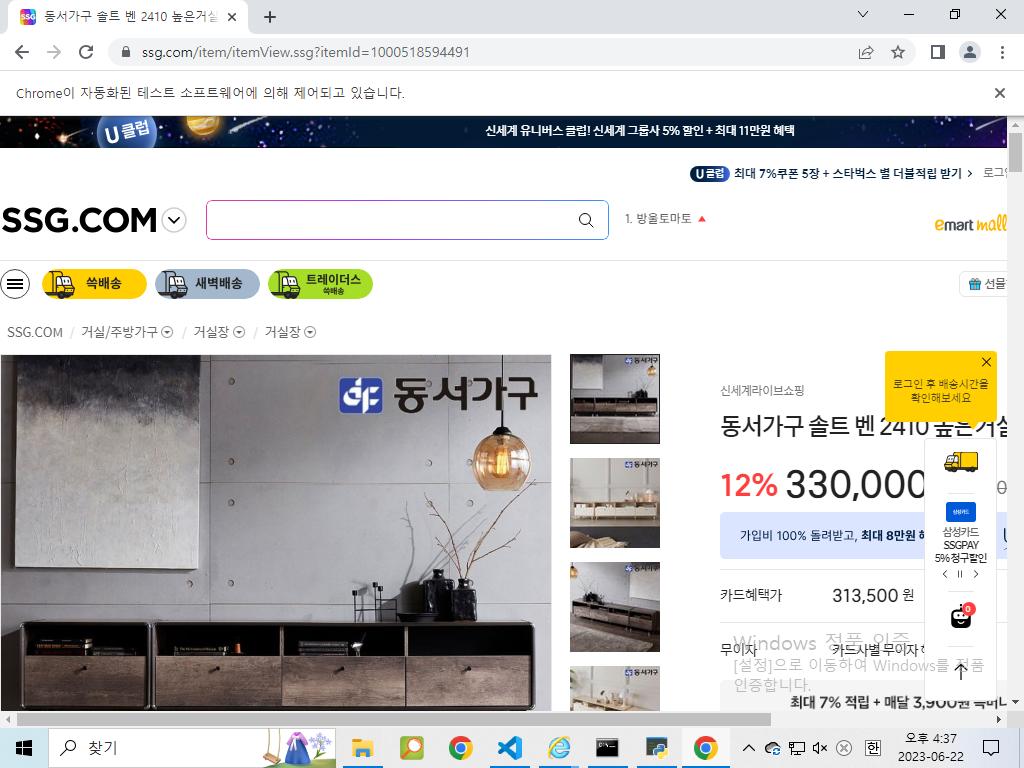 동서가구 솔트 벤 2410 높은거실
ssg.com/item/itemView.ssg?itemId=1000518594491
Chrome이 자동화된 테스트 소프트웨어에 의해 제어되고 있습니다.
U 클럽
신세계 유니버스 클럽! 신세계 그룹사 5% 할인 + 최대 11만원 혜택
U 클럽 최대 7%쿠폰 5장 + 스타벅스 별 더블적립 받기 >
SSG.COM
1. 방울토마토
emart mall
쓱배송
새벽배송
트레이더스
쓱배송
선물
SSG.COM / 거실/주방가구 / 거실장 / 거실장
동서가구
로그인 후 배송시간을
확인해보세요
신세계라이브쇼핑
동서가구 솔트 벤 2410 높은거실
12% 330,000
가입비 100% 돌려받고, 최대 8만원
삼성카드
삼성카드
SSGPAY
5% 청구할인
카드혜택가 313,500 원
0
무이자 카드사별 무이자
최대 7% 적립 + 매달 3,900원
Windows 정품 인증
[설정]으로 이동하여 Windows를 정품
인증합니다.
찾기
한
오후 4:37
2023-06-22